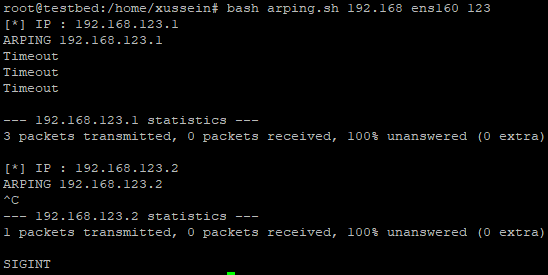 root@testbed:/home/xussein# bash arping.sh 192.168 ens160 123
[*] IP : 192.168.123.1
ARPING 192.168.123.1
Timeout
Timeout
Timeout
--- 192.168.123.1 statistics ---
3 packets transmitted, 0 packets received, 100% unanswered (0 extra)
[*] IP : 192.168.123.2
ARPING 192.168.123.2
^C
--- 192.168.123.2 statistics ---
1 packets transmitted, 0 packets received, 100% unanswered (0 extra)
SIGINT